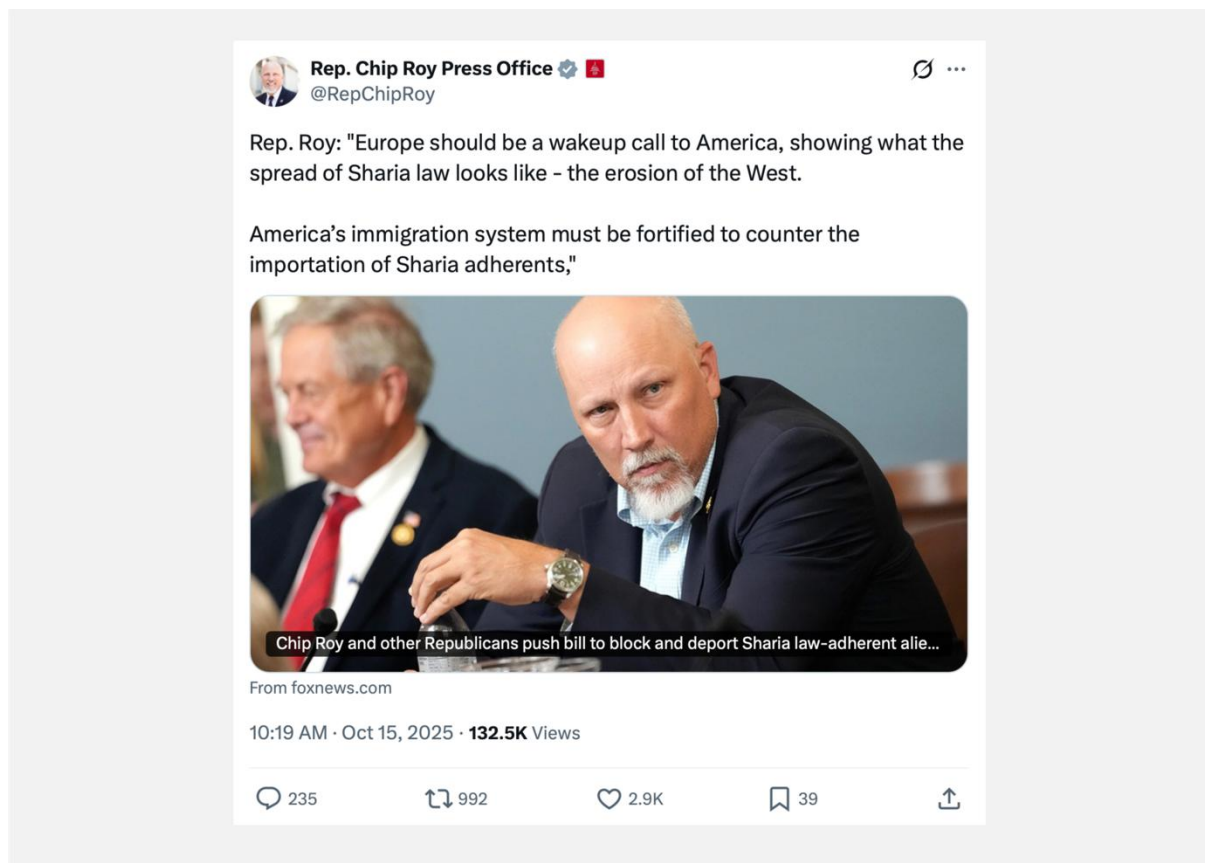 Rep. Chip Roy Press Office
@RepChipRoy
Rep. Roy: "Europe should be a wakeup call to America, showing what the
spread of Sharia law looks like - the erosion of the West.
America’s immigration system must be fortified to counter the
importation of Sharia adherents,"
Chip Roy and other Republicans push bill to block and deport Sharia law-adherent alie...
From foxnews.com
10:19 AM · Oct 15, 2025 · 132.5K Views
235 992 2.9K 39